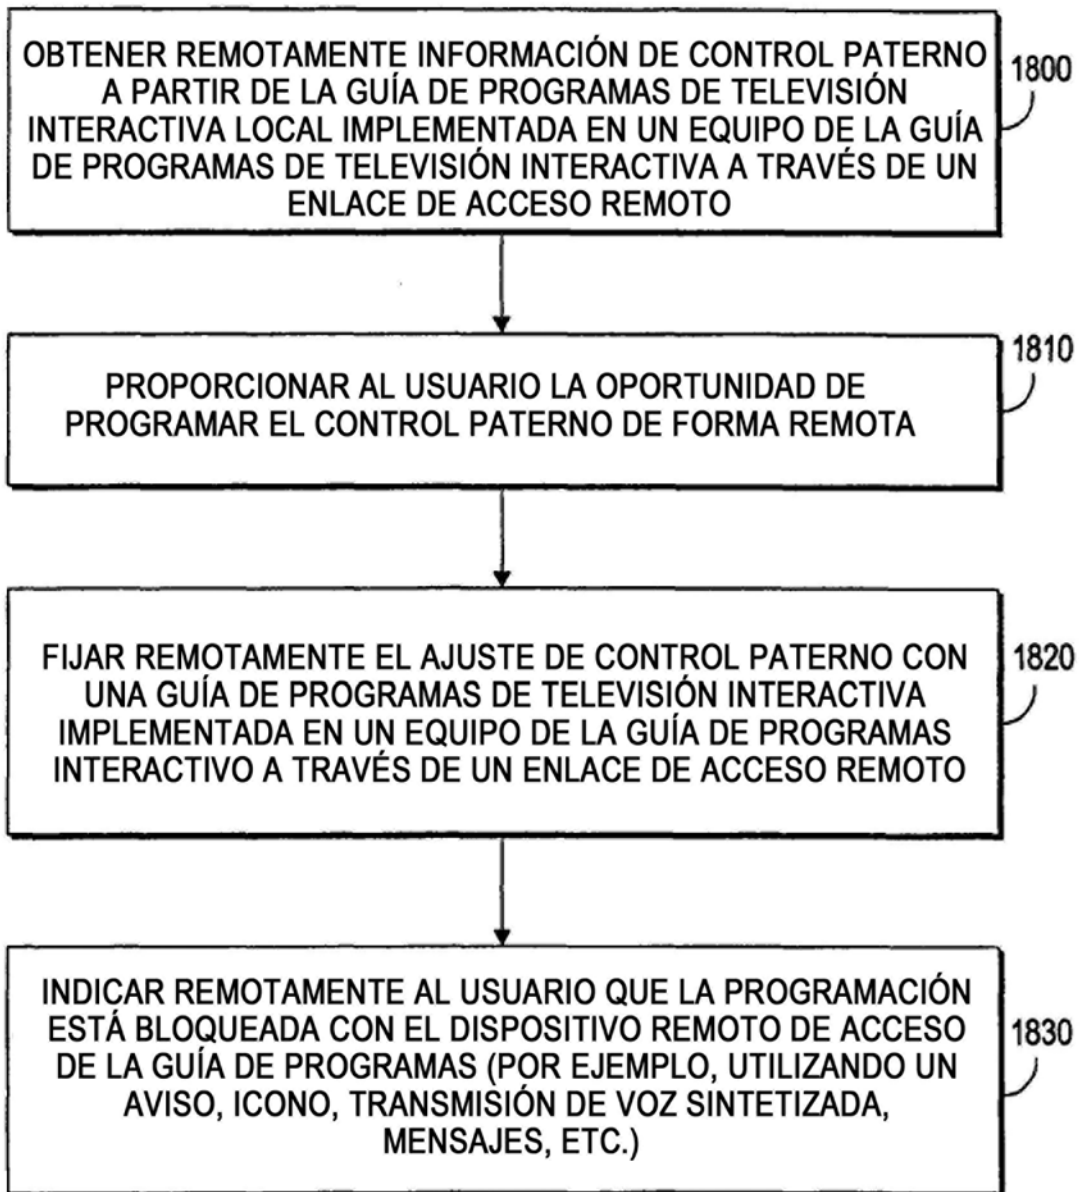 OBTENER REMOTAMENTE INFORMACIÓN DE CONTROL PATERNO
A PARTIR DE LA GUÍA DE PROGRAMAS DE TELEVISIÓN
INTERACTIVA LOCAL IMPLEMENTADA EN UN EQUIPO DE LA GUÍA
DE PROGRAMAS DE TELEVISIÓN INTERACTIVA A TRAVÉS DE UN
ENLACE DE ACCESO REMOTO
1800
PROPORCIONAR AL USUARIO LA OPORTUNIDAD DE
PROGRAMAR EL CONTROL PATERNO DE FORMA REMOTA
1810
FIJAR REMOTAMENTE EL AJUSTE DE CONTROL PATERNO CON
UNA GUÍA DE PROGRAMAS DE TELEVISIÓN INTERACTIVA
IMPLEMENTADA EN UN EQUIPO DE LA GUÍA DE PROGRAMAS
INTERACTIVO A TRAVÉS DE UN ENLACE DE ACCESO REMOTO
1820
INDICAR REMOTAMENTE AL USUARIO QUE LA PROGRAMACIÓN
ESTÁ BLOQUEADA CON EL DISPOSITIVO REMOTO DE ACCESO
DE LA GUÍA DE PROGRAMAS (POR EJEMPLO, UTILIZANDO UN
AVISO, ICONO, TRANSMISIÓN DE VOZ SINTETIZADA,
MENSAJES, ETC.)
1830